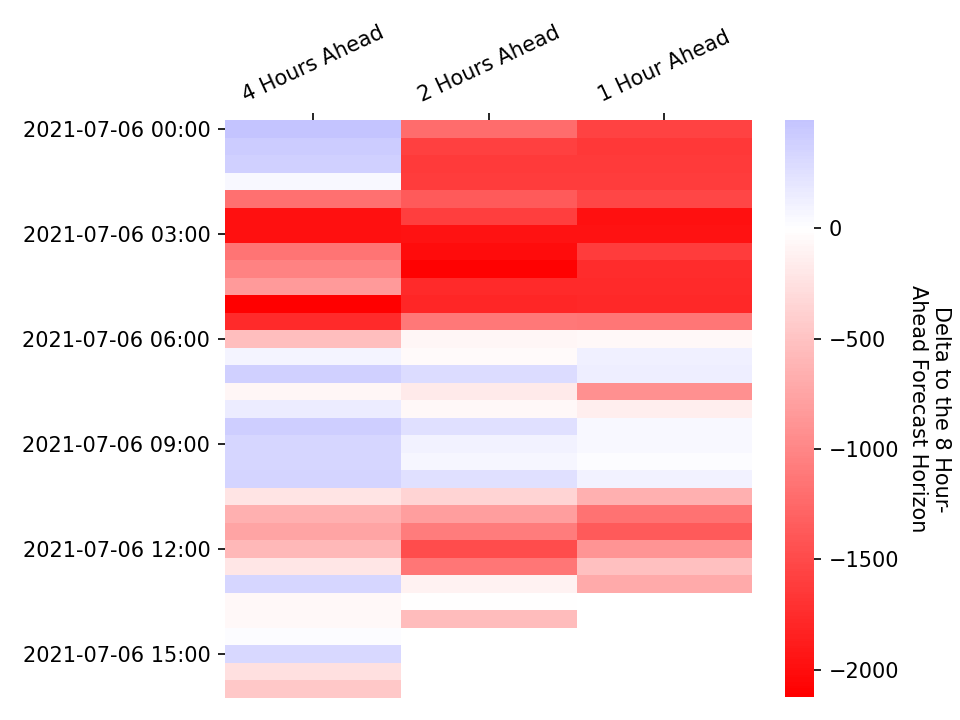 4 Hours Ahead
2 Hours Ahead
1 Hour Ahead
2021-07-06 00:00
2021-07-06 03:00
2021-07-06 06:00
2021-07-06 09:00
2021-07-06 12:00
2021-07-06 15:00
0
−500
−1000
−1500
−2000
Delta to the 8 Hour-
Ahead Forecast Horizon